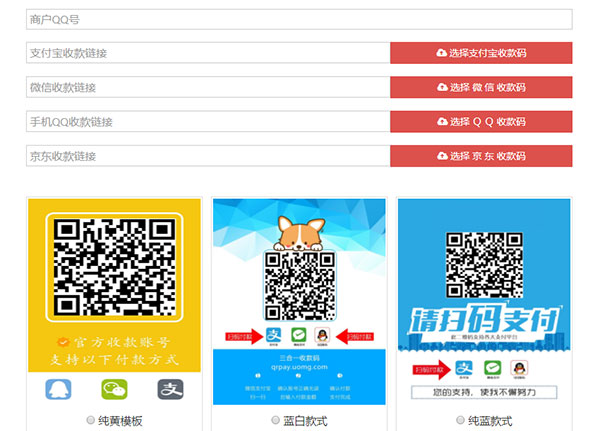 商户QQ号
支付宝收款链接
选择支付宝收款码
微信收款链接
选择 微 信 收款码
手机QQ收款链接
选择 Q Q 收款码
京东收款链接
选择 京 东 收款码
官方收款账号
支持以下付款方式
纯黄模板
扫码付款
扫码付款
三合一收款码
qrpay.uomg.com
蓝白款式
请扫码支付
扫码付款
您的支持，使我不懈努力
纯蓝款式